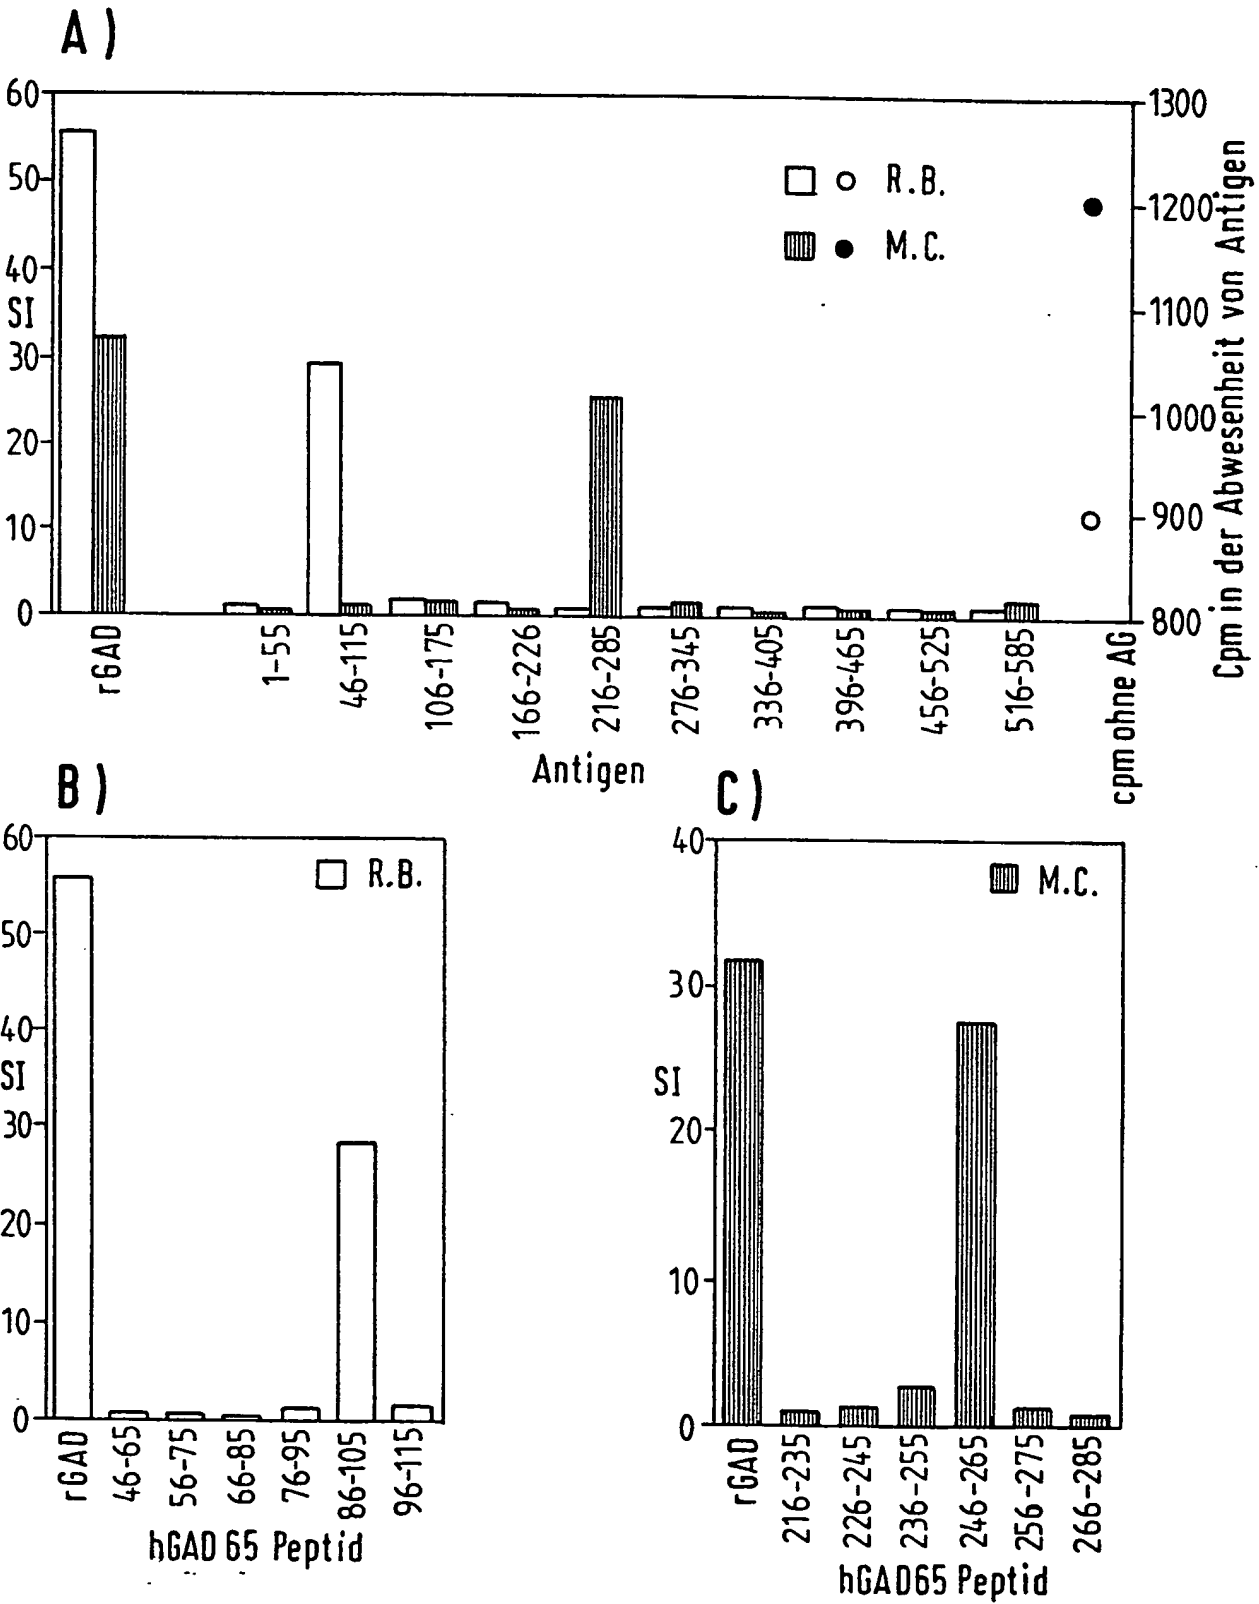 A)
60
50
40
SI
30
20
10
0
1300
1200
1100
1000
900
800
Cpm in der Abwesenheit von Antigen
R.B.
M.C.
rGAD
1-55
46-115
106-175
166-226
216-285
276-345
336-405
396-465
456-525
516-585
cpm ohne AG
Antigen
B)
60
50
40
SI
30
20
10
0
R.B.
rGAD
46-65
56-75
66-85
76-95
86-105
96-115
hGAD 65 Peptid
C)
40
30
SI
20
10
0
M.C.
rGAD
216-235
226-245
236-255
246-265
256-275
266-285
hGAD65 Peptid